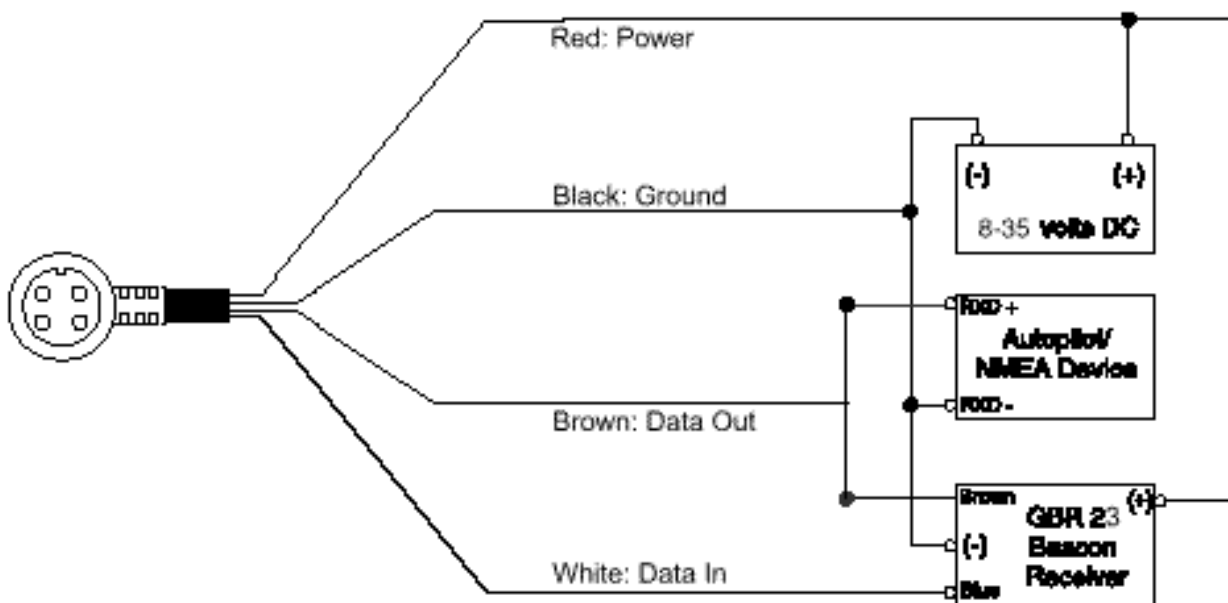 Red: Power
(-) (+)
Black: Ground
8-35 volts DC
RXD +
Autopilot/
NMEA Device
RXD -
Brown: Data Out
Brown (+)
GBR 23
(-) Beacon
Receiver
White: Data In
Blue